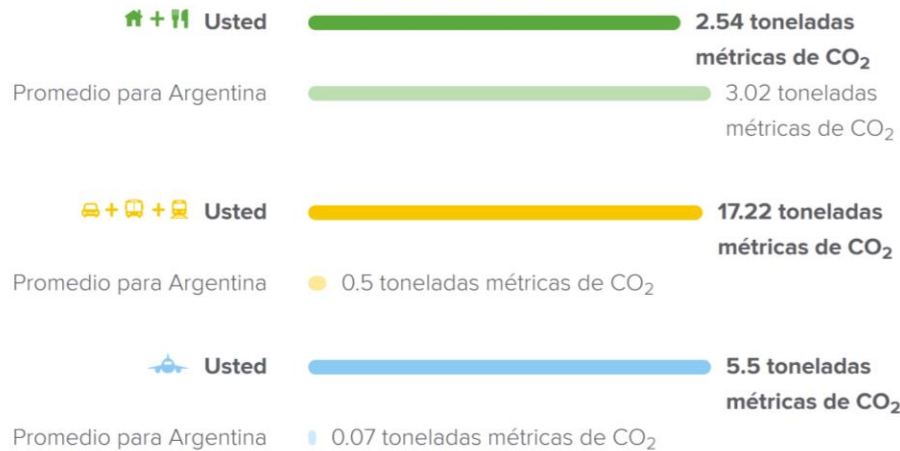 Usted 2.54 toneladas
métricas de CO₂
Promedio para Argentina 3.02 toneladas
métricas de CO₂
Usted 17.22 toneladas
métricas de CO₂
Promedio para Argentina 0.5 toneladas métricas de CO₂
Usted 5.5 toneladas
métricas de CO₂
Promedio para Argentina 0.07 toneladas métricas de CO₂